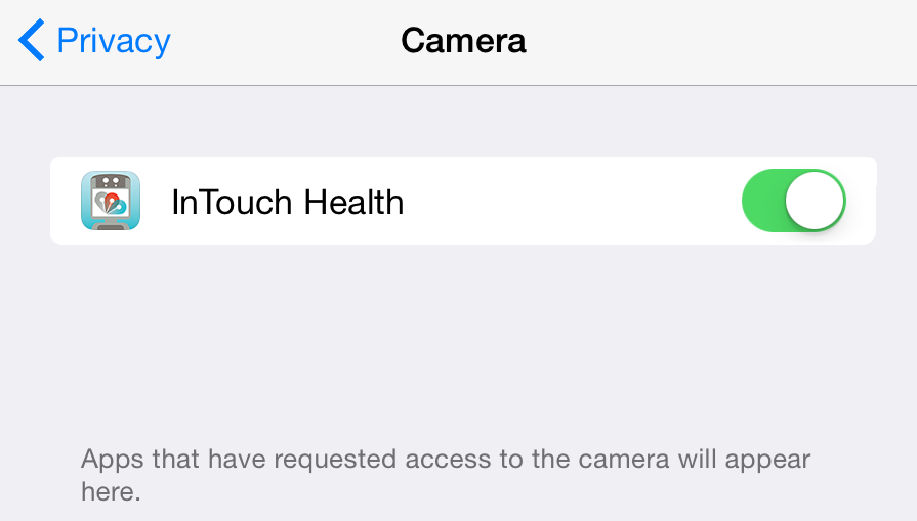 Privacy
Camera
InTouch Health
Apps that have requested access to the camera will appear
here.